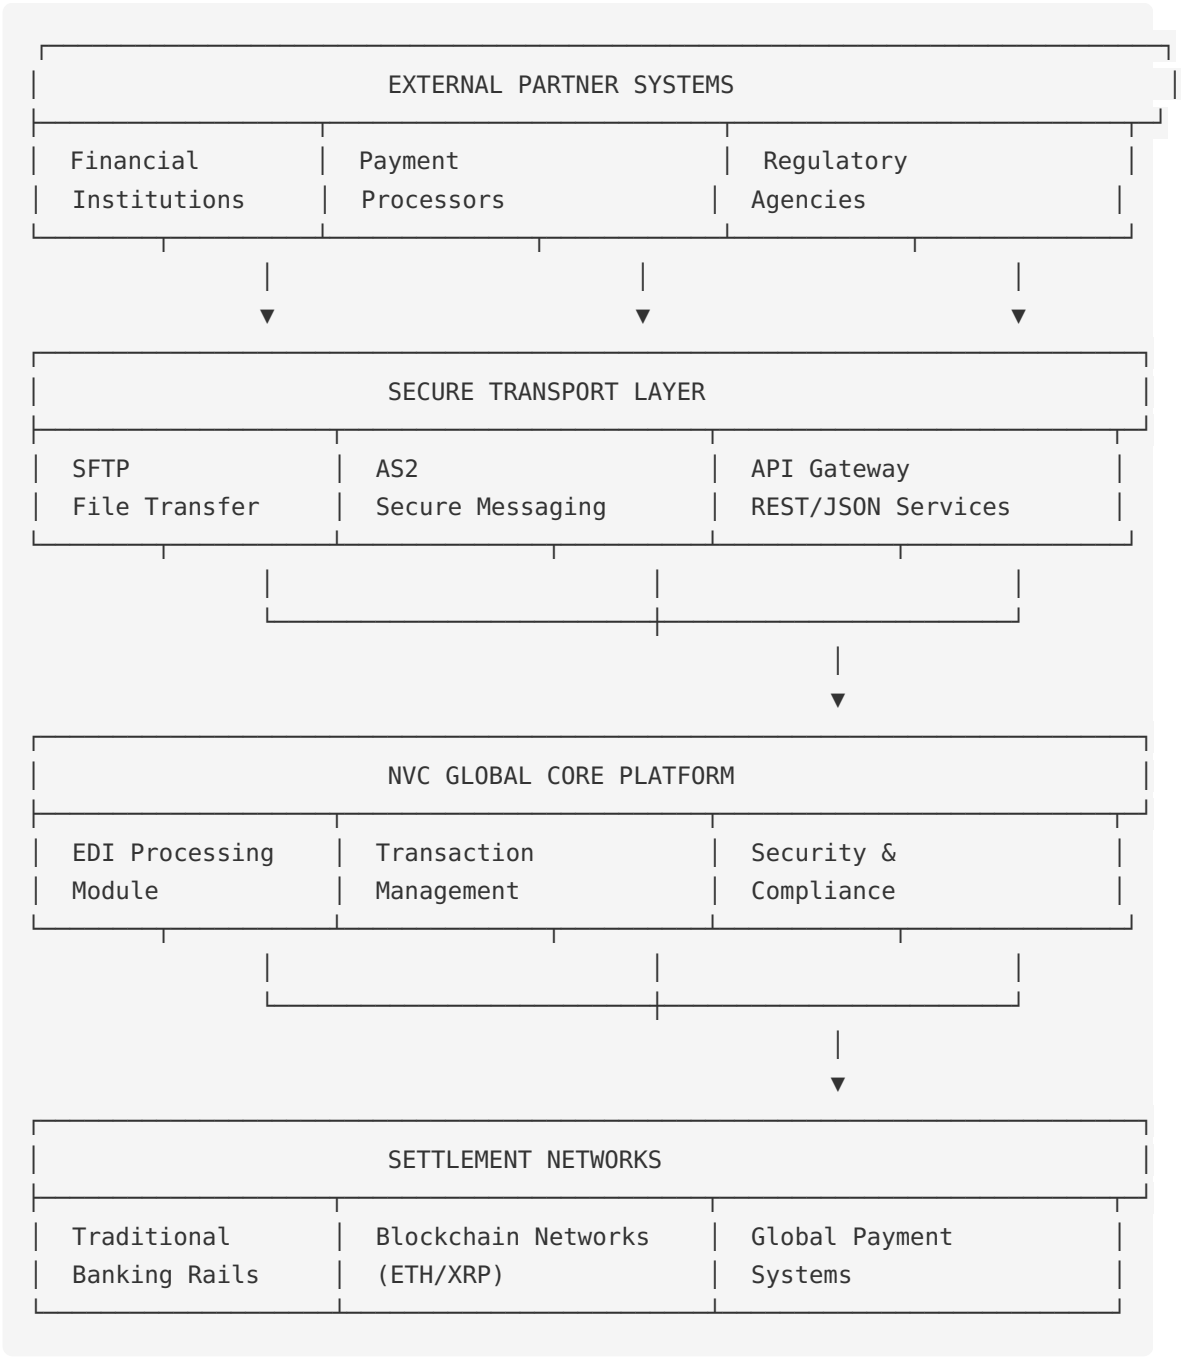 EXTERNAL PARTNER SYSTEMS
Financial Payment Regulatory
Institutions Processors Agencies
SECURE TRANSPORT LAYER
SFTP AS2 API Gateway
File Transfer Secure Messaging REST/JSON Services
NVC GLOBAL CORE PLATFORM
EDI Processing Transaction Security &
Module Management Compliance
SETTLEMENT NETWORKS
Traditional Blockchain Networks Global Payment
Banking Rails (ETH/XRP) Systems